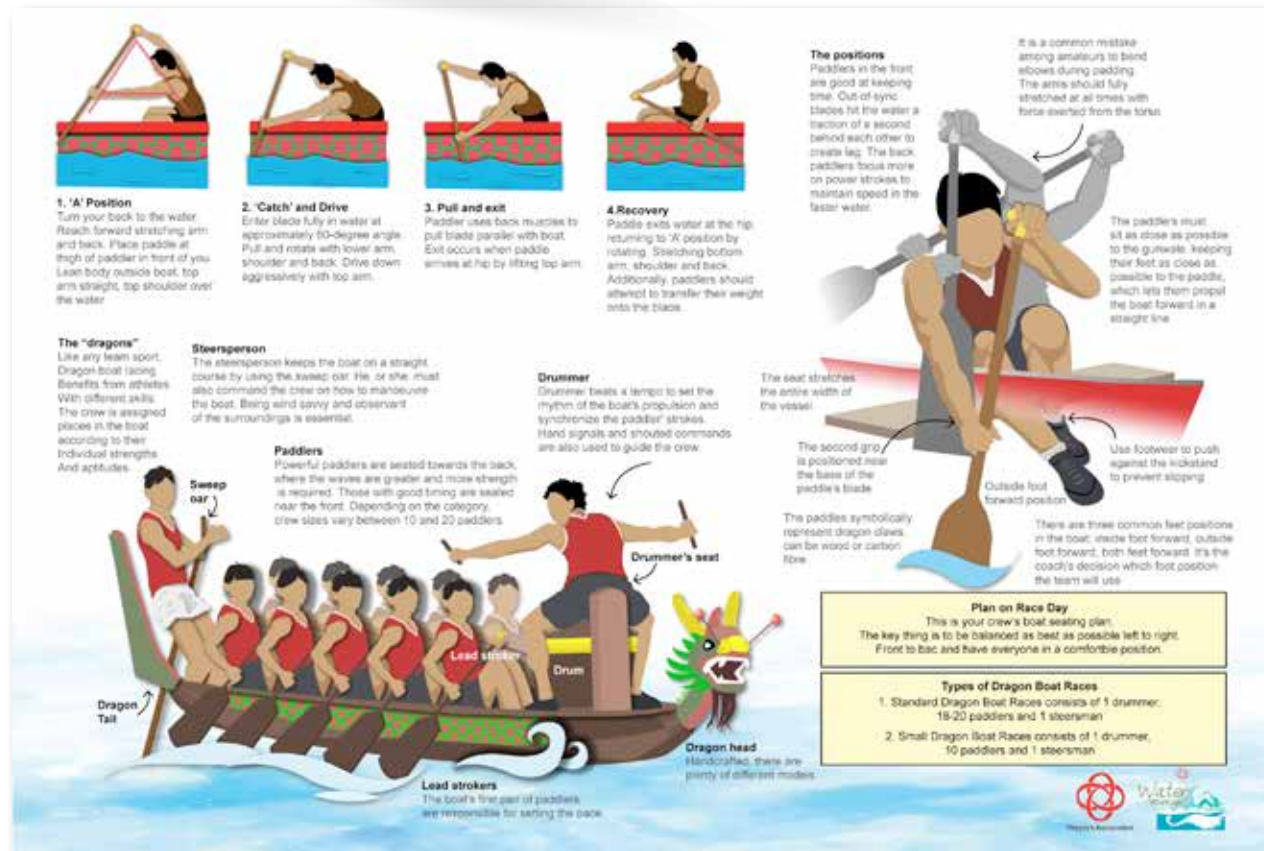 1. 'A' Position
Turn your back to the water.
Reach forward stretching arm
and back. Place paddle at
thigh of paddler in front of you.
Lean body outside boat, top
arm straight, top shoulder over
the water
2. 'Catch' and Drive
Enter blade fully in water at
approximately 60-degree angle.
Pull and rotate with lower arm,
shoulder and back. Drive down
aggressively with top arm.
3. Pull and exit
Paddler uses back muscles to
pull blade parallel with boat.
Exit occurs when paddle
arrives at hip by lifting top arm.
4.Recovery
Paddle exits water at the hip
returning to 'A' position by
rotating. Stretching bottom
arm, shoulder and back.
Additionally, paddlers should
attempt to transfer their weight
onto the blade.
The positions
Paddlers in the front
are good at keeping
time. Out-of-sync
blades hit the water a
fraction of a second
behind each other to
create lag. The back
paddlers focus more
on power strokes to
maintain speed in the
faster water.
It is a common mistake
among amateurs to bend
elbows during padding.
The arms should fully
stretched at all times with
force exerted from the torso.
The paddlers must
sit as close as possible
to the gunwale, keeping
their feet as close as
possible to the paddle,
which lets them propel
the boat forward in a
straight line
The "dragons"
Like any team sport,
Dragon boat racing
Benefits from athletes
With different skills.
The crew is assigned
places in the boat
according to their
Individual strengths
And aptitudes
Steersperson
The steersperson keeps the boat on a straight
course by using the sweep oar. He, or she, must
also command the crew on how to manoeuvre
the boat. Being wind savvy and observant
of the surroundings is essential.
Paddlers
Powerful paddlers are seated towards the back,
where the waves are greater and more strength
is required. Those with good timing are seated
near the front. Depending on the category,
crew sizes vary between 10 and 20 paddlers.
Drummer
Drummer beats a tempo to set the
rhythm of the boat's propulsion and
synchronize the paddler' strokes.
Hand signals and shouted commands
are also used to guide the crew.
The seat stretches
the entire width of
the vessel
The second grip
is positioned near
the base of the
paddle's blade
The paddles symbolically
represent dragon claws,
can be wood or carbon
fibre
Use footwear to push
against the kickstand
to prevent slipping
Outside foot
forward position
There are three common feet positions
in the boat: inside foot forward, outside
foot forward, both feet forward. It's the
coach's decision which foot position
the team will use
Sweep
oar
Drummer's seat
Lead stroker
Drum
Dragon
Tail
Dragon head
Handcrafted, there are
plenty of different models
Lead strokers
The boat's first pair of paddlers
are responsible for setting the pace
Plan on Race Day
This is your crew's boat seating plan.
The key thing is to be balanced as best as possible left to right.
Front to bac and have everyone in a comfortble position.
Types of Dragon Boat Races
1. Standard Dragon Boat Races consists of 1 drummer,
18-20 paddlers and 1 steersman
2. Small Dragon Boat Races consists of 1 drummer,
10 paddlers and 1 steersman
People's Association
Water